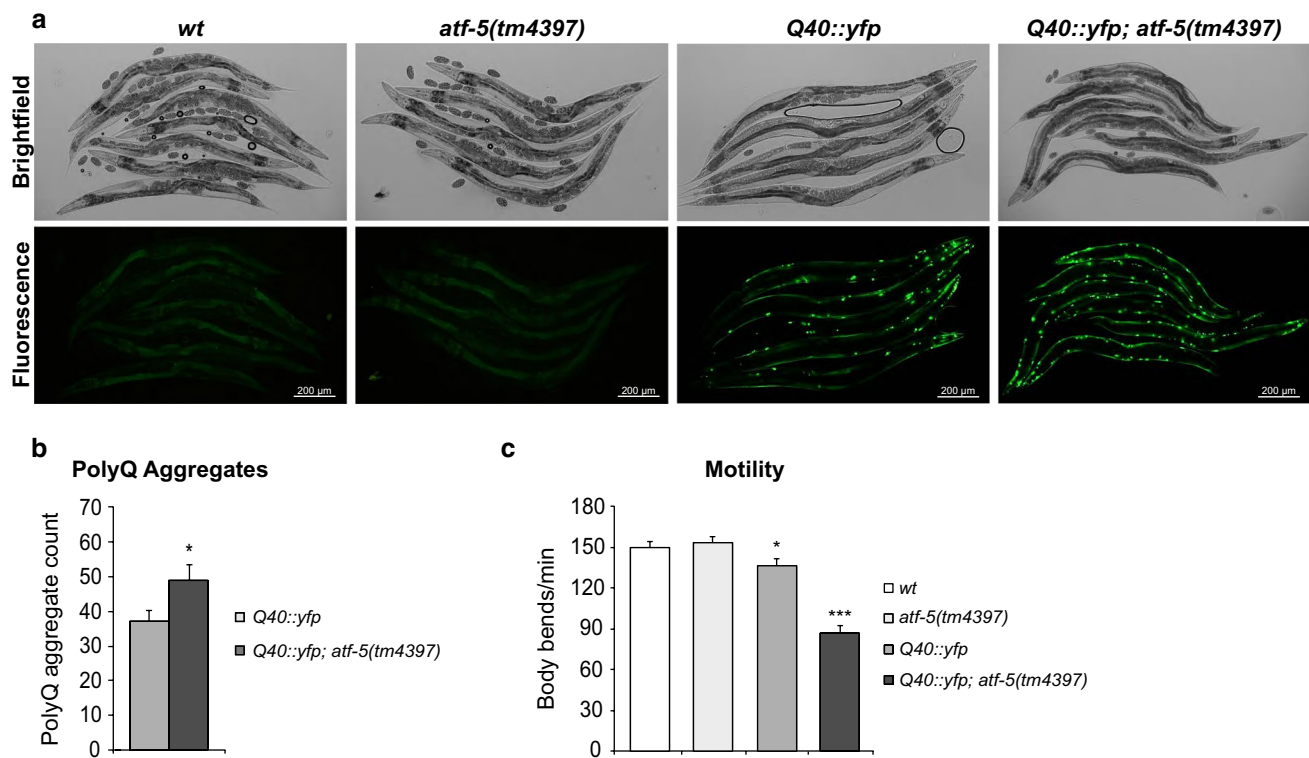 a
wt
atf-5(tm4397)
Q40::yfp
Q40::yfp; atf-5(tm4397)
Brightfield
Fluorescence
200 µm
200 µm
200 µm
200 µm
b
PolyQ Aggregates
PolyQ aggregate count
70
60
50
40
30
20
10
0
*
Q40::yfp
Q40::yfp; atf-5(tm4397)
c
Motility
Body bends/min
180
150
120
90
60
30
0
*
***
wt
atf-5(tm4397)
Q40::yfp
Q40::yfp; atf-5(tm4397)